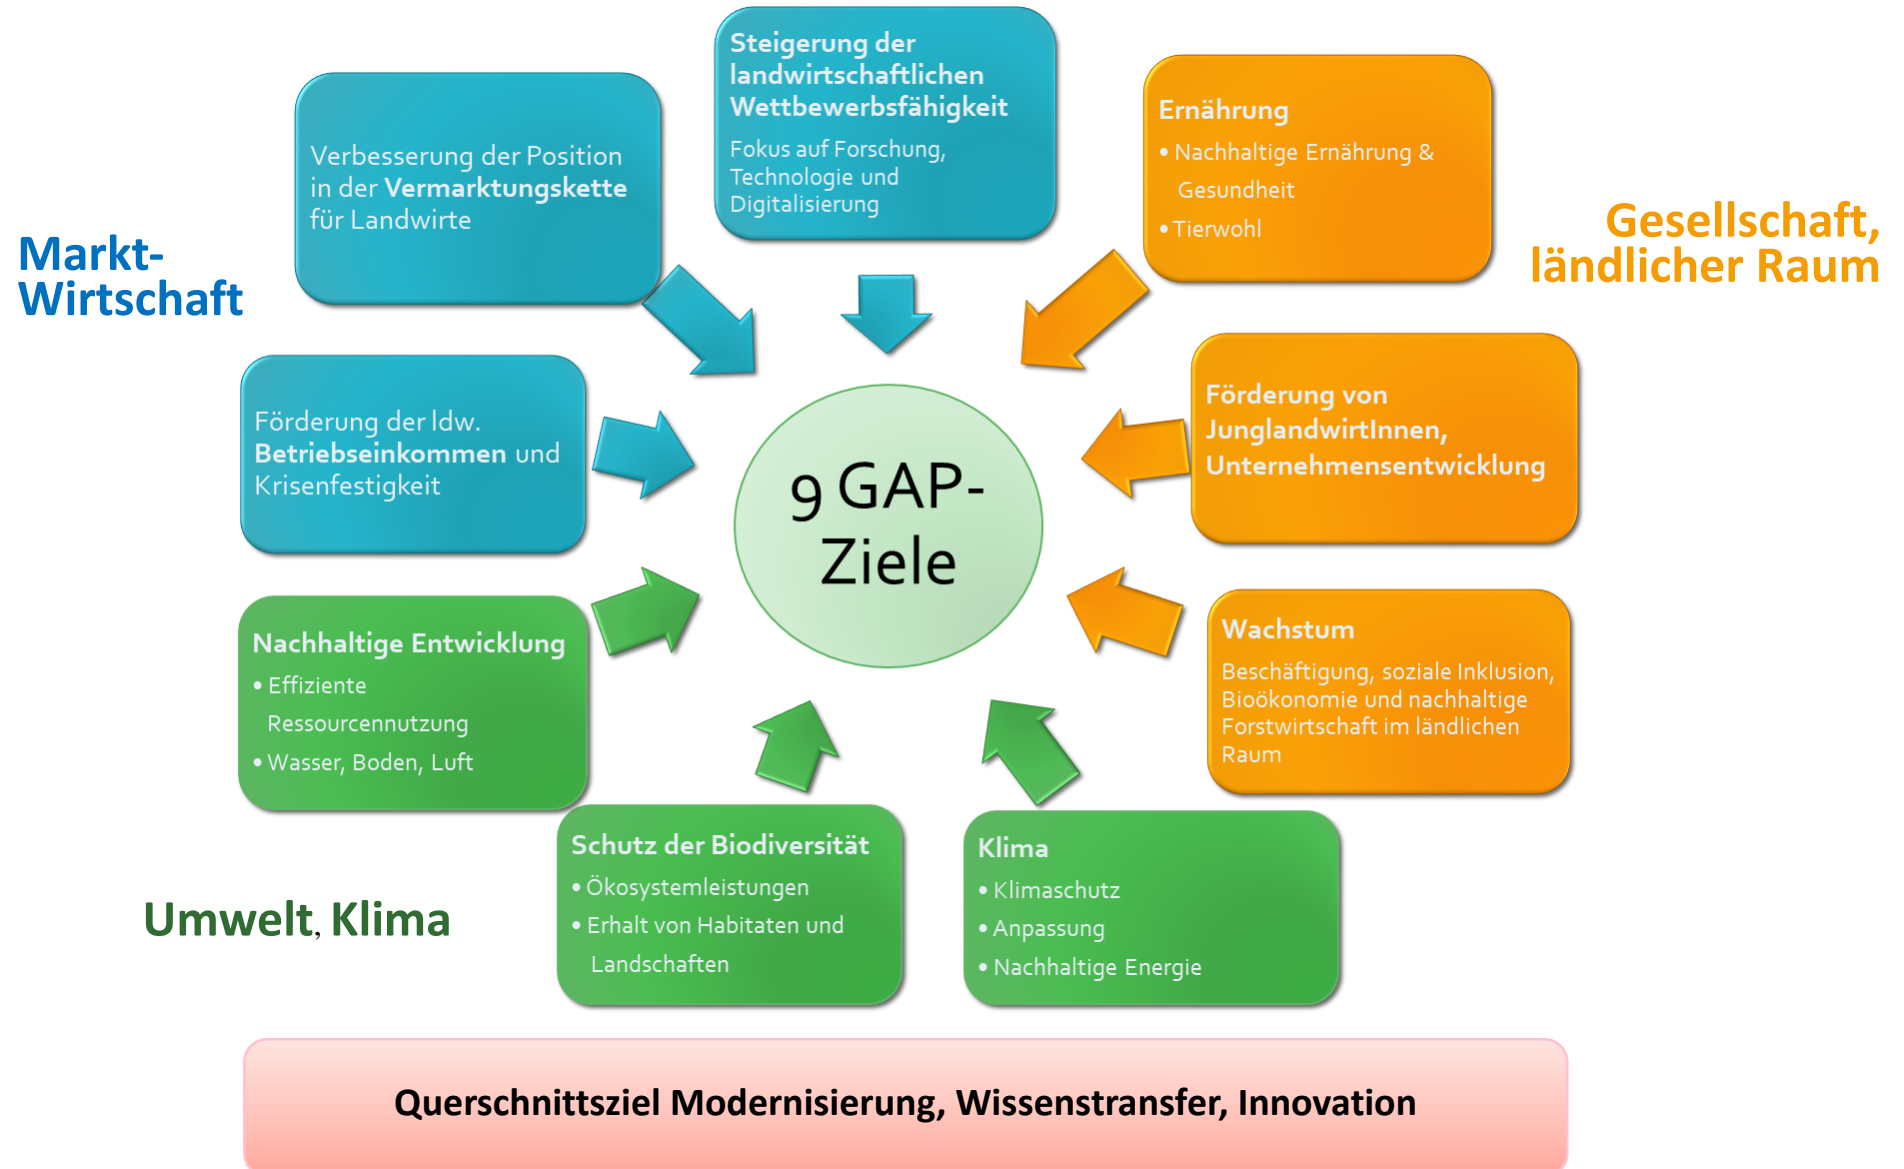 Steigerung der
landwirtschaftlichen
Wettbewerbsfähigkeit
Fokus auf Forschung,
Technologie und
Digitalisierung
Verbesserung der Position
in der Vermarktungskette
für Landwirte
Ernährung
• Nachhaltige Ernährung &
Gesundheit
• Tierwohl
Markt-
Wirtschaft
Gesellschaft,
ländlicher Raum
Förderung der ldw.
Betriebseinkommen und
Krisenfestigkeit
Förderung von
JunglandwirtInnen,
Unternehmensentwicklung
9 GAP-
Ziele
Nachhaltige Entwicklung
• Effiziente
Ressourcennutzung
• Wasser, Boden, Luft
Wachstum
Beschäftigung, soziale Inklusion,
Bioökonomie und nachhaltige
Forstwirtschaft im ländlichen
Raum
Umwelt, Klima
Schutz der Biodiversität
• Ökosystemleistungen
• Erhalt von Habitaten und
Landschaften
Klima
• Klimaschutz
• Anpassung
• Nachhaltige Energie
Querschnittsziel Modernisierung, Wissenstransfer, Innovation